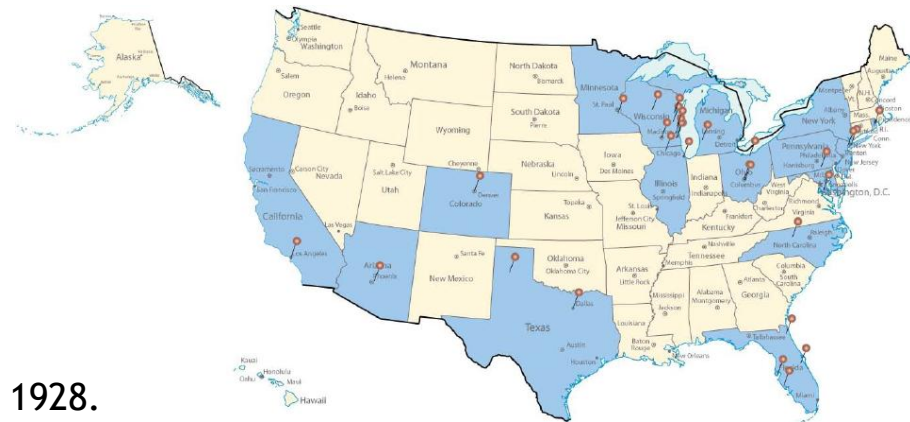 Alaska
Seattle
Olympia
Washington
Montana
Helena
North Dakota
Bismarck
Minnesota
St. Paul
Salem
Oregon
Idaho
Boise
South Dakota
Pierre
Wisconsin
Michigan
Lansing
Detroit
Maine
Augusta
Montpelier
Vt.
N.H.
Concord
Albany
Mass.
Boston
New York
R.I.
Conn.
Wyoming
Cheyenne
Nebraska
Lincoln
Iowa
Des Moines
Chicago
Pennsylvania
Harrisburg
New York
New Jersey
Sacramento
San Francisco
Carson City
Nevada
Salt Lake City
Utah
Denver
Colorado
Topeka
Kansas
Illinois
Springfield
Indiana
Indianapolis
Ohio
Columbus
West
Virginia
Charleston
Washington, D.C.
Richmond
Virginia
St. Louis
Jefferson City
Missouri
Frankfort
Kentucky
California
Las Vegas
Los Angeles
Arizona
Phoenix
Santa Fe
New Mexico
Oklahoma
Oklahoma City
Arkansas
Little Rock
Memphis
Nashville
Tennessee
Raleigh
North Carolina
Columbia
South
Carolina
Atlanta
Georgia
Alabama
Montgomery
Mississippi
Jackson
Dallas
Texas
Austin
Houston
Louisiana
Baton
Rouge
New Orleans
Tallahassee
Miami
Kauai
Oahu
Honolulu
Maui
Hawaii
1928.